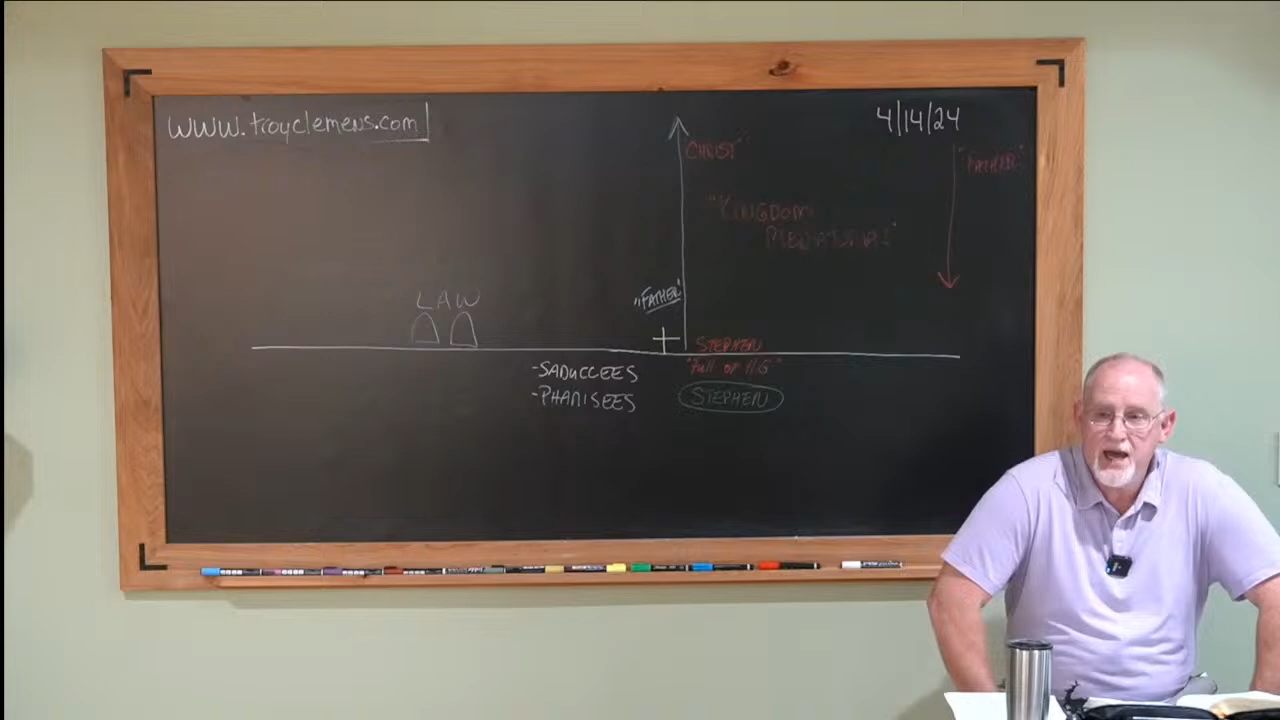 www.troyclemens.com
4/14/24
CHRIST"
"FATHER"
"KINGDOM
LAW
"FATHER"
STEPHEN
"Full OF HG"
-SADUCCEES
-PHARISEES
STEPHEN